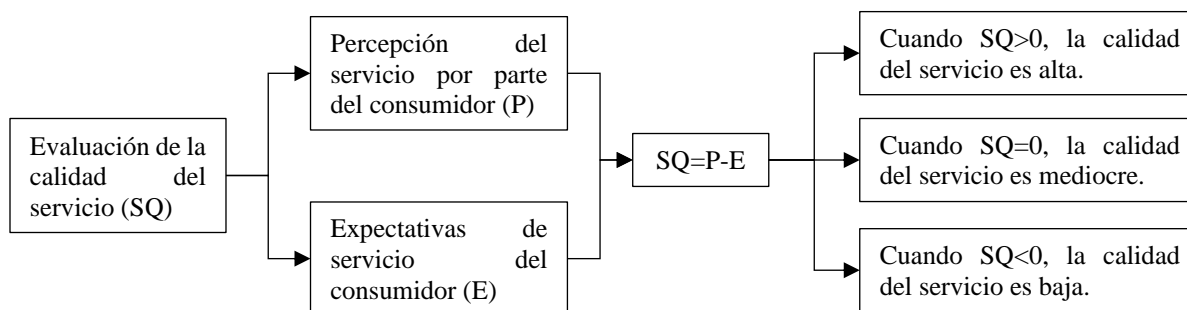 Evaluación de la
calidad del
servicio (SQ)
Percepción del
servicio por parte
del consumidor (P)
Expectativas de
servicio del
consumidor (E)
SQ=P-E
Cuando SQ>0, la calidad
del servicio es alta.
Cuando SQ=0, la calidad
del servicio es mediocre.
Cuando SQ<0, la calidad
del servicio es baja.